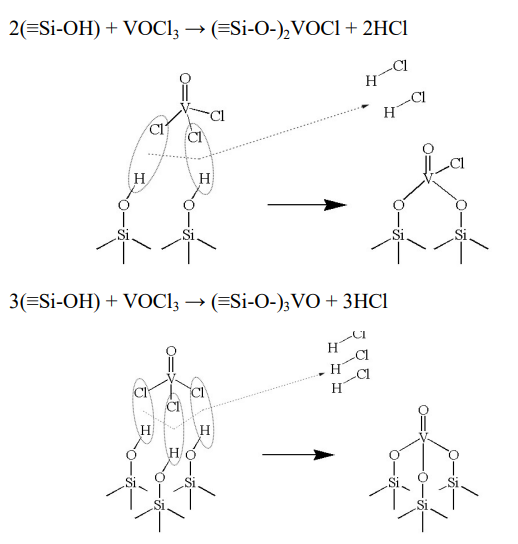 2(≡Si-OH) + VOCl₃ → (≡Si-O-)₂VOCl + 2HCl
O
V
Cl
Cl
Cl
H
H
O
O
Si
Si
H
Cl
H
Cl
O
V
Cl
O
O
Si
Si
3(≡Si-OH) + VOCl₃ → (≡Si-O-)₃VO + 3HCl
O
V
Cl
Cl
Cl
H
H
H
O
O
O
Si
Si
Si
H
Cl
H
Cl
H
Cl
O
V
O
O
O
Si
Si
Si